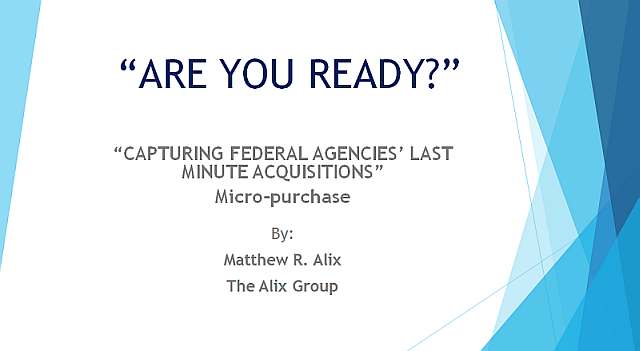 “ARE YOU READY?”
“CAPTURING FEDERAL AGENCIES’ LAST
MINUTE ACQUISITIONS”
Micro-purchase
By:
Matthew R. Alix
The Alix Group